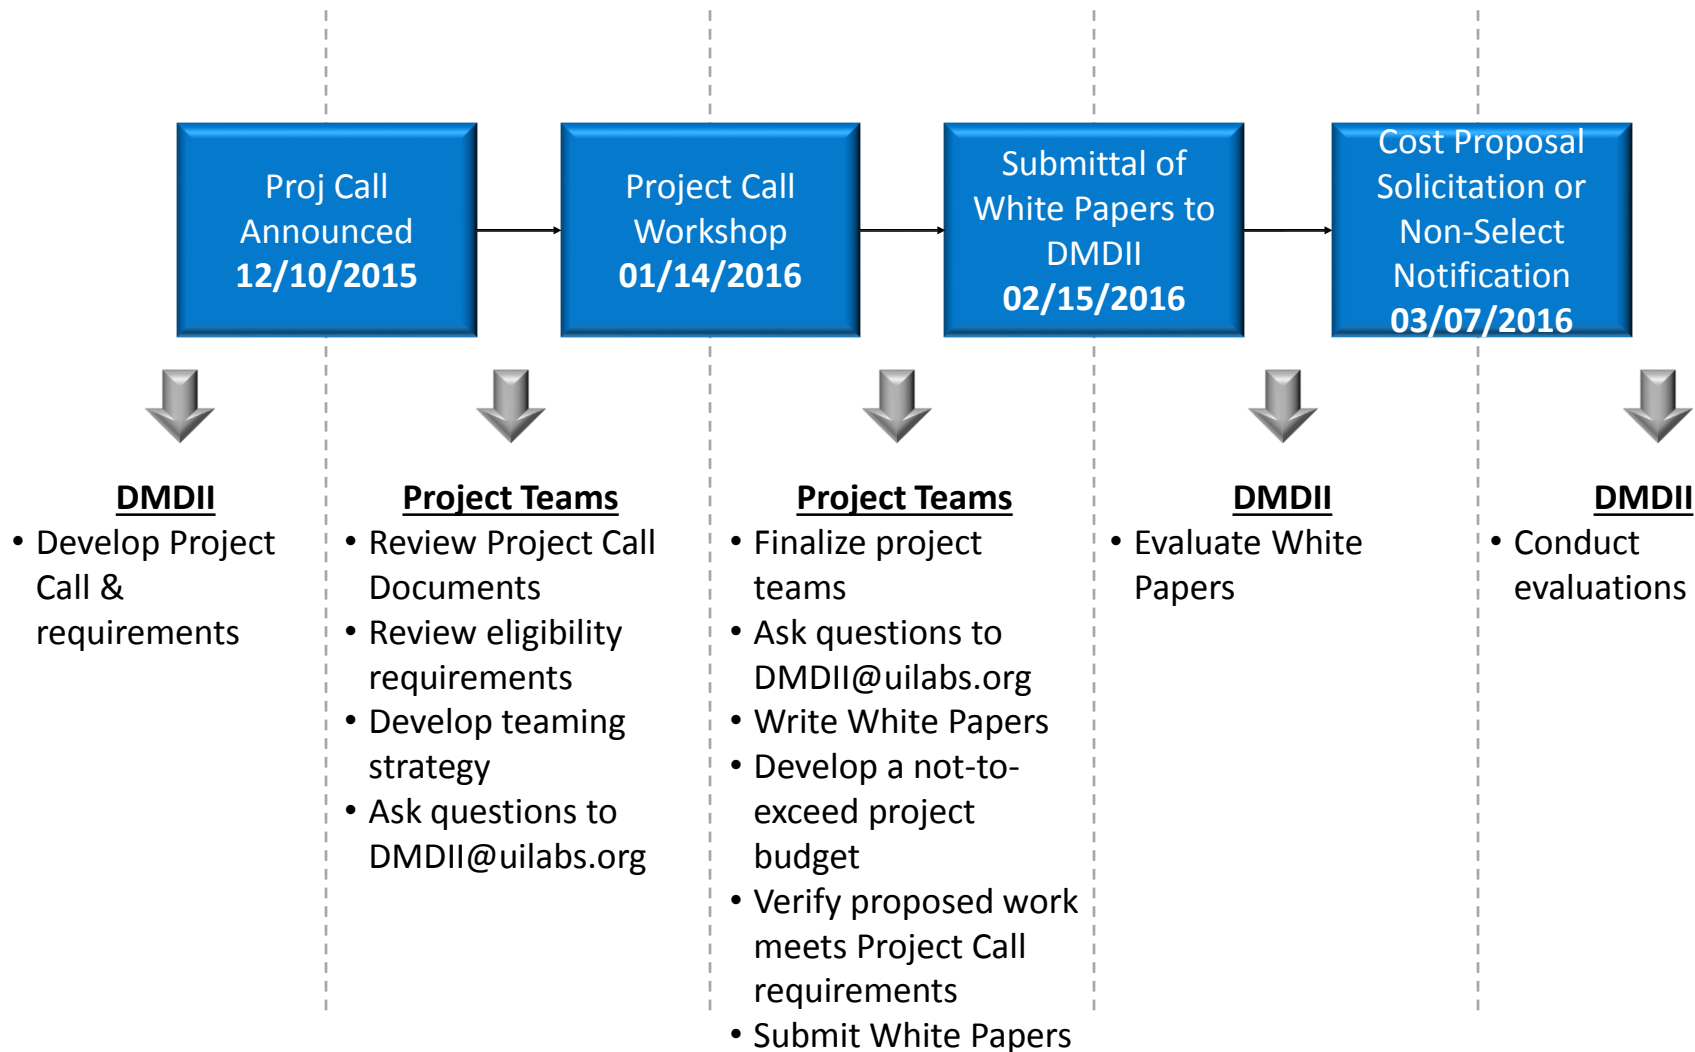 Proj Call
Announced
12/10/2015
Project Call
Workshop
01/14/2016
Submittal of
White Papers to
DMDII
02/15/2016
Cost Proposal
Solicitation or
Non-Select
Notification
03/07/2016
DMDII
• Develop Project
Call &
requirements
Project Teams
• Review Project Call
Documents
• Review eligibility
requirements
• Develop teaming
strategy
• Ask questions to
DMDII@uilabs.org
Project Teams
• Finalize project
teams
• Ask questions to
DMDII@uilabs.org
• Write White Papers
• Develop a not-to-
exceed project
budget
• Verify proposed work
meets Project Call
requirements
• Submit White Papers
DMDII
• Evaluate White
Papers
DMDII
• Conduct
evaluations